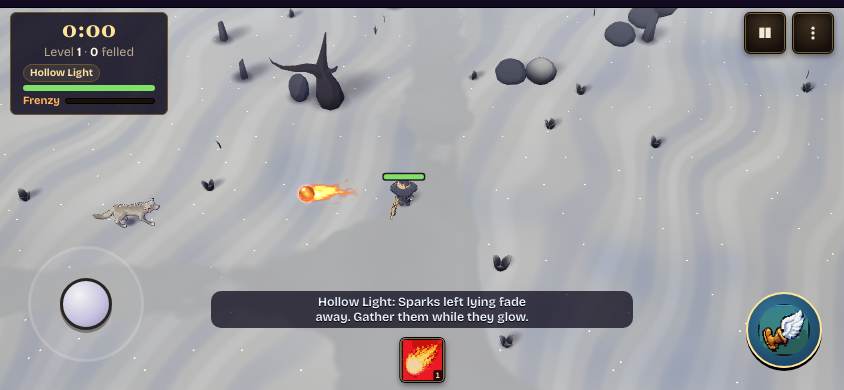 0:00
Level 1 · 0 felled
Hollow Light
Frenzy
Hollow Light: Sparks left lying fade
away. Gather them while they glow.
1